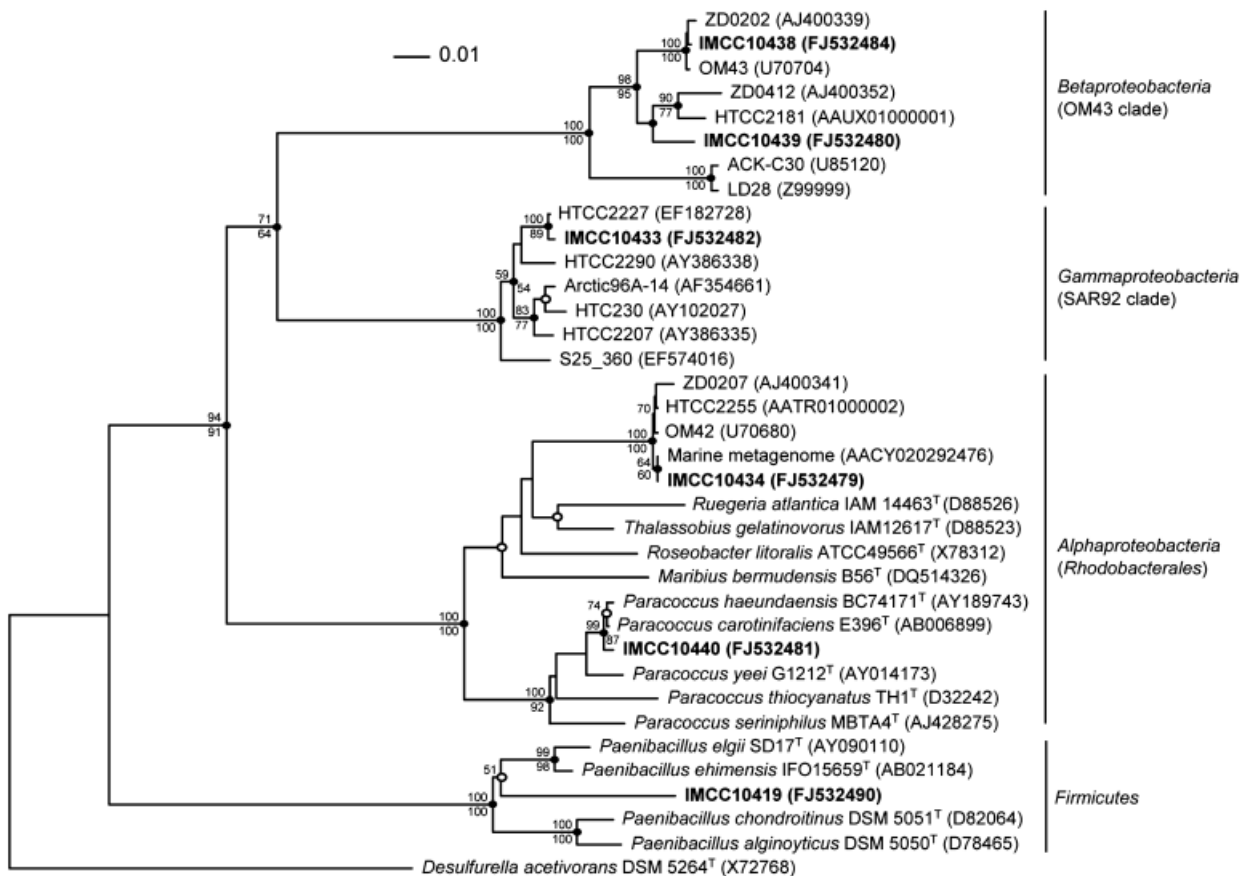 0.01
ZD0202 (AJ400339)
100
100
IMCC10438 (FJ532484)
OM43 (U70704)
98
95
ZD0412 (AJ400352)
90
77
HTCC2181 (AAUX01000001)
100
100
IMCC10439 (FJ532480)
ACK-C30 (U85120)
100
100
LD28 (Z99999)
Betaproteobacteria
(OM43 clade)
71
64
HTCC2227 (EF182728)
100
89
IMCC10433 (FJ532482)
HTCC2290 (AY386338)
59
54
Arctic96A-14 (AF354661)
HTC230 (AY102027)
83
77
HTCC2207 (AY386335)
100
100
S25_360 (EF574016)
Gammaproteobacteria
(SAR92 clade)
94
91
ZD0207 (AJ400341)
70
HTCC2255 (AATR01000002)
OM42 (U70680)
100
100
Marine metagenome (AACY020292476)
64
60
IMCC10434 (FJ532479)
Ruegeria atlantica IAM 14463ᵀ (D88526)
Thalassobius gelatinovorus IAM12617ᵀ (D88523)
Roseobacter litoralis ATCC49566ᵀ (X78312)
Maribius bermudensis B56ᵀ (DQ514326)
100
100
74
Paracoccus haeundaensis BC74171ᵀ (AY189743)
Paracoccus carotinifaciens E396ᵀ (AB006899)
99
87
IMCC10440 (FJ532481)
Paracoccus yeei G1212ᵀ (AY014173)
100
92
Paracoccus thiocyanatus TH1ᵀ (D32242)
Paracoccus seriniphilus MBTA4ᵀ (AJ428275)
Alphaproteobacteria
(Rhodobacterales)
99
98
Paenibacillus elgii SD17ᵀ (AY090110)
51
Paenibacillus ehimensis IFO15659ᵀ (AB021184)
IMCC10419 (FJ532490)
100
100
Paenibacillus chondroitinus DSM 5051ᵀ (D82064)
100
100
Paenibacillus alginoyticus DSM 5050ᵀ (D78465)
Firmicutes
Desulfurella acetivorans DSM 5264ᵀ (X72768)